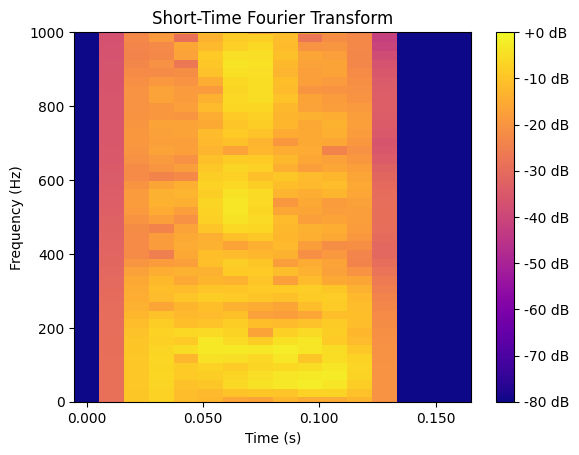 Short-Time Fourier Transform
1000
800
600
400
200
0
Frequency (Hz)
0.000
0.050
0.100
0.150
Time (s)
+0 dB
-10 dB
-20 dB
-30 dB
-40 dB
-50 dB
-60 dB
-70 dB
-80 dB